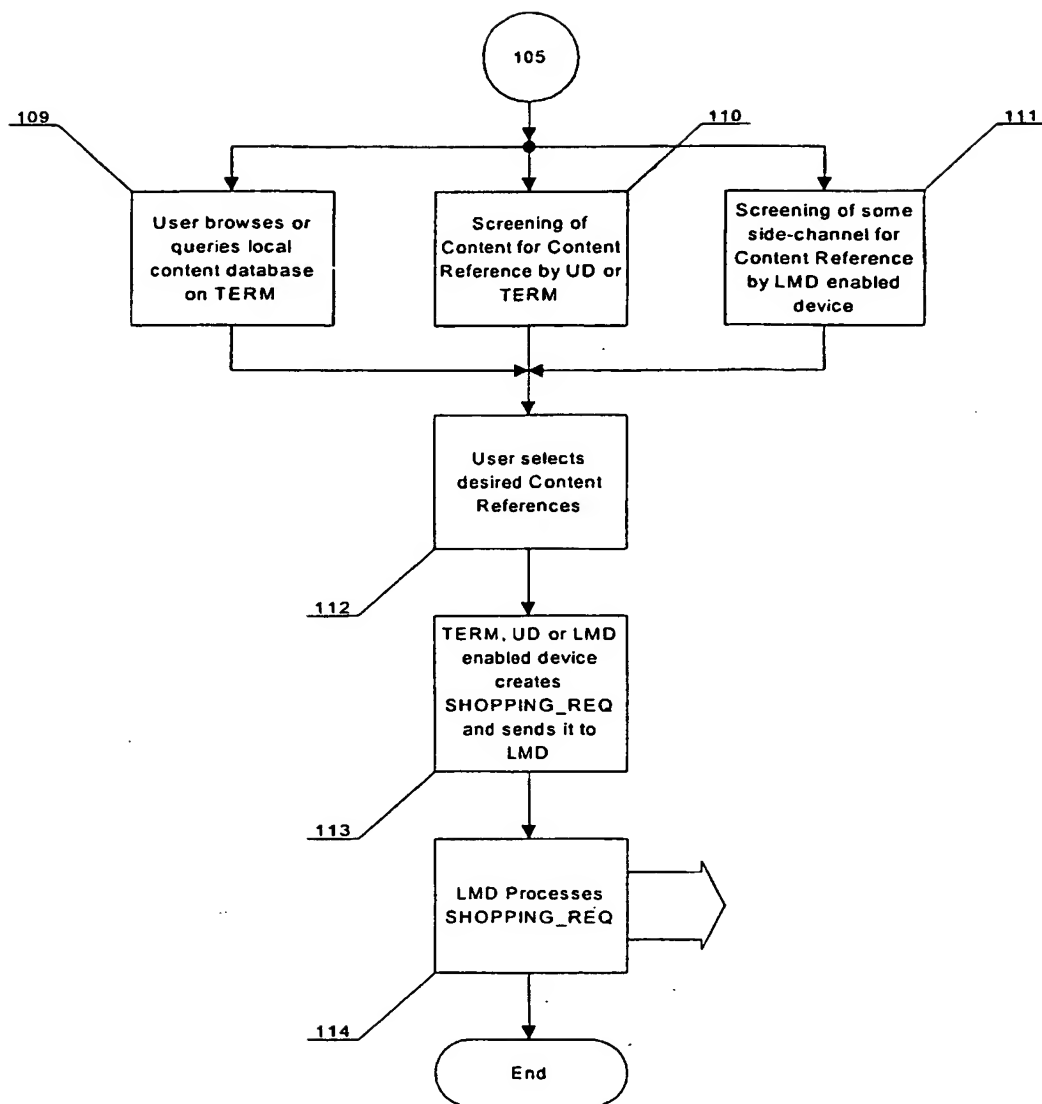 105
109
110
111
User browses or
queries local
content database
on TERM
Screening of
Content for Content
Reference by UD or
TERM
Screening of some
side-channel for
Content Reference
by LMD enabled
device
User selects
desired Content
References
112
TERM, UD or LMD
enabled device
creates
SHOPPING_REQ
and sends it to
LMD
113
LMD Processes
SHOPPING_REQ
114
End